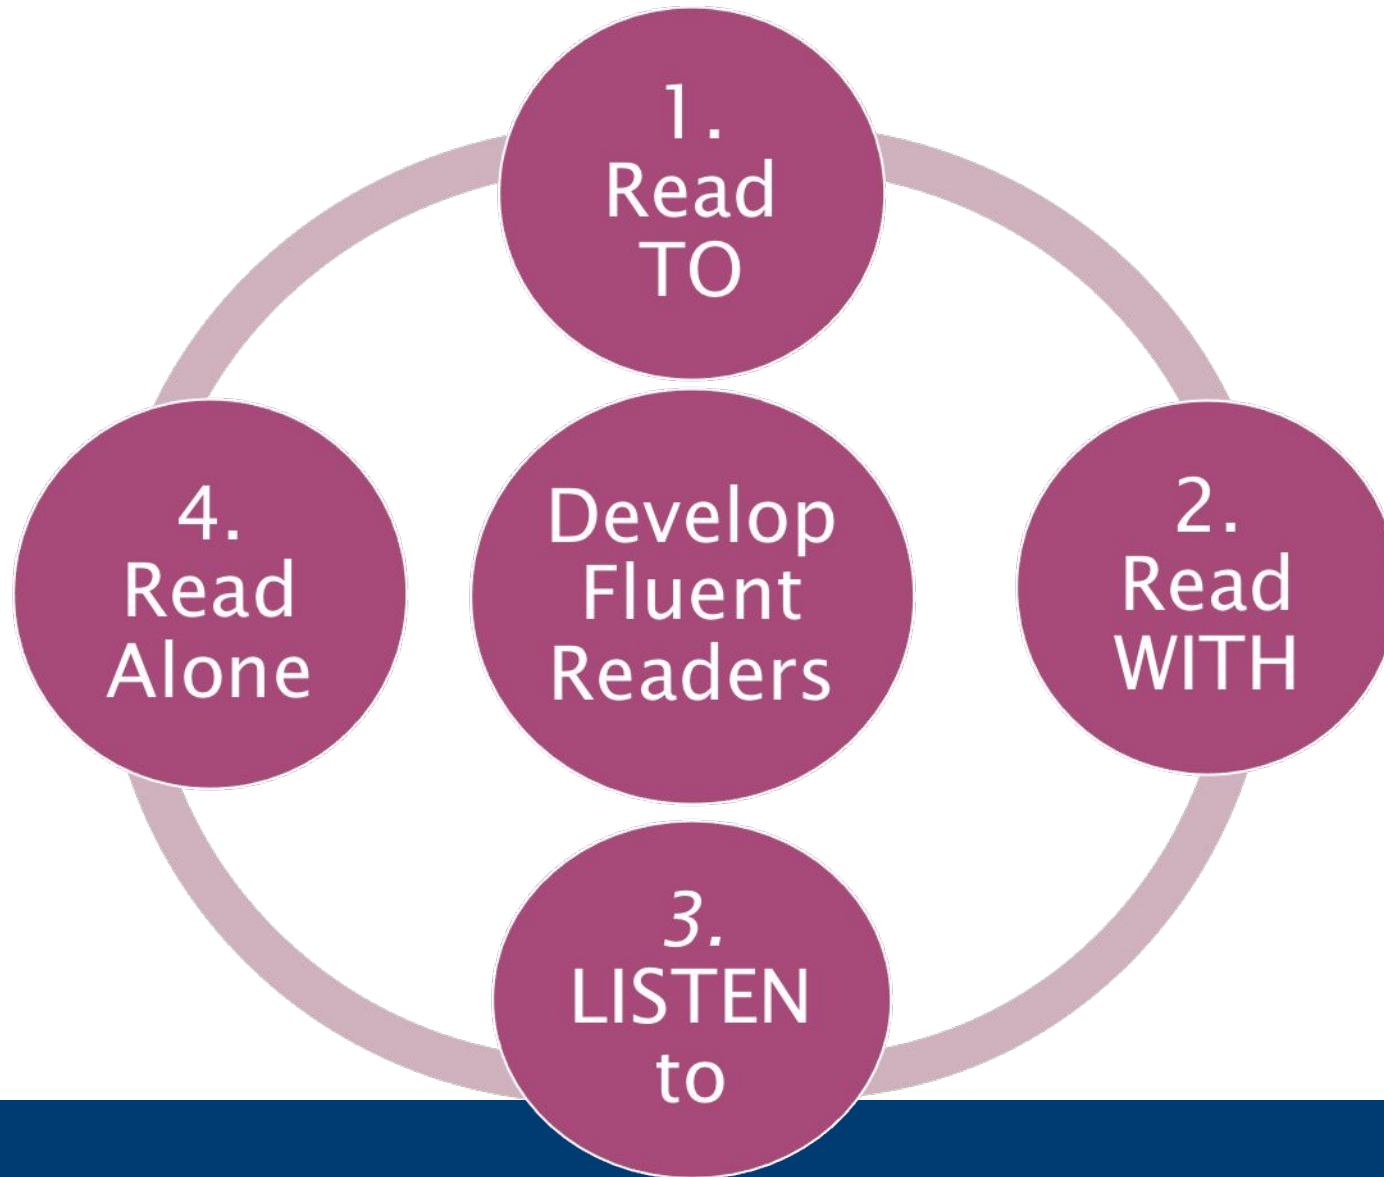 1.
Read
TO
2.
Read
WITH
3.
LISTEN
to
4.
Read
Alone
Develop
Fluent
Readers